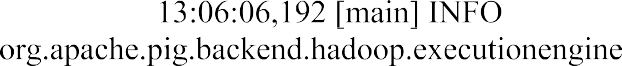 13:06:06,192 [main] INFO
org.apache.pig.backend.hadoop.executionengine